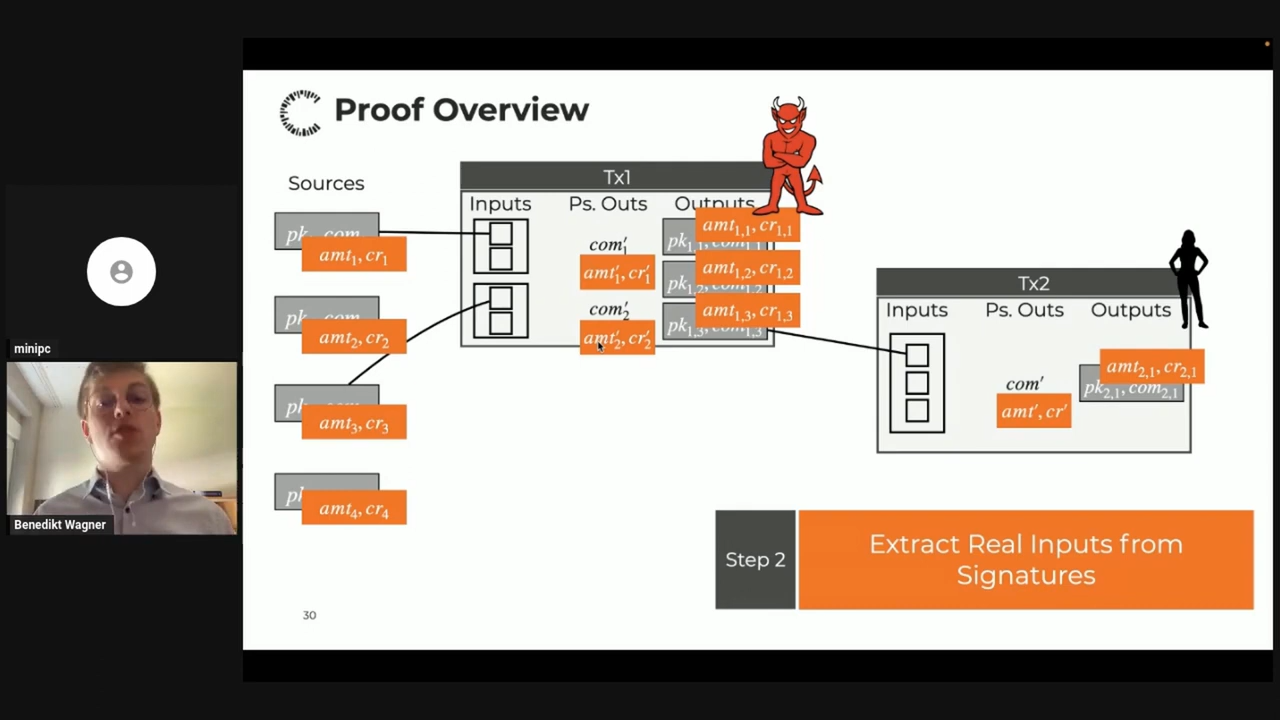 Proof Overview
Sources
pk com
amt₁, cr₁
pk com
amt₂, cr₂
pk com
amt₃, cr₃
pk
amt₄, cr₄
Tx1
Inputs
Ps. Outs
Outputs
com′₁
amt′₁, cr′₁
com′₂
amt′₂, cr′₂
amt₁,₁, cr₁,₁
pk₁,₁, com₁,₁
amt₁,₂, cr₁,₂
pk₁,₂, com₁,₂
amt₁,₃, cr₁,₃
pk₁,₃, com₁,₃
Tx2
Inputs
Ps. Outs
Outputs
com′
amt′, cr′
amt₂,₁, cr₂,₁
pk₂,₁, com₂,₁
Step 2
Extract Real Inputs from
Signatures
30
minipc
Benedikt Wagner